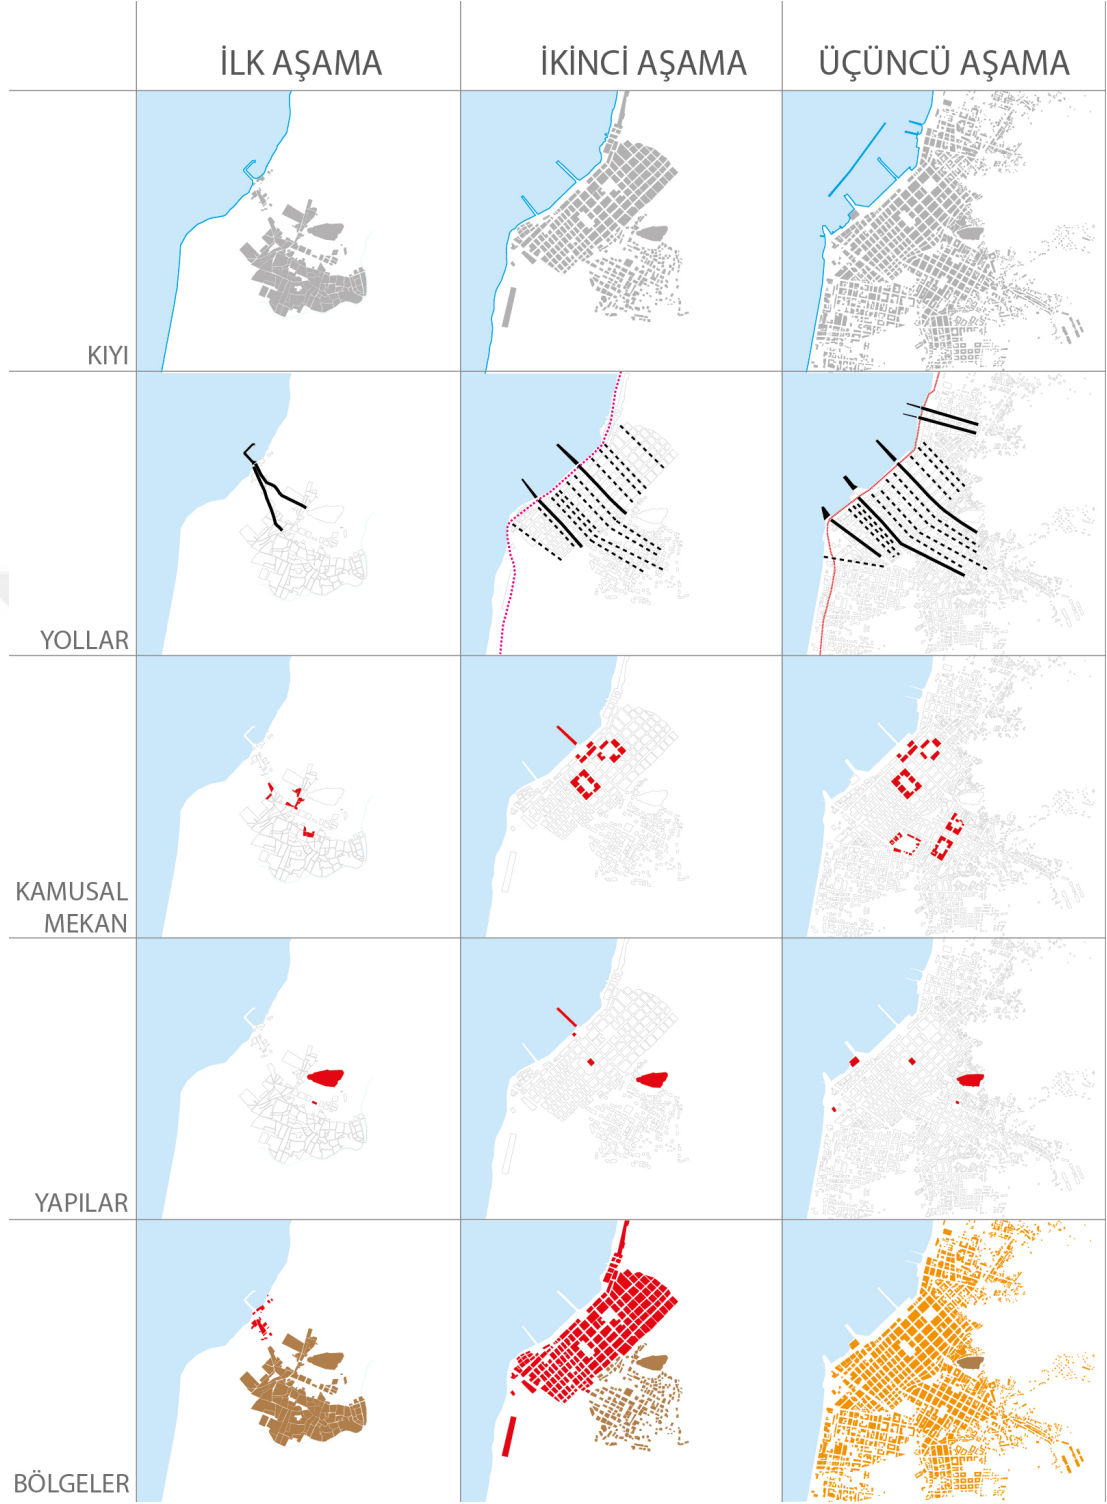 İLK AŞAMA
İKİNCİ AŞAMA
ÜÇÜNCÜ AŞAMA
KIYI
YOLLAR
KAMUSAL
MEKAN
YAPILAR
BÖLGELER